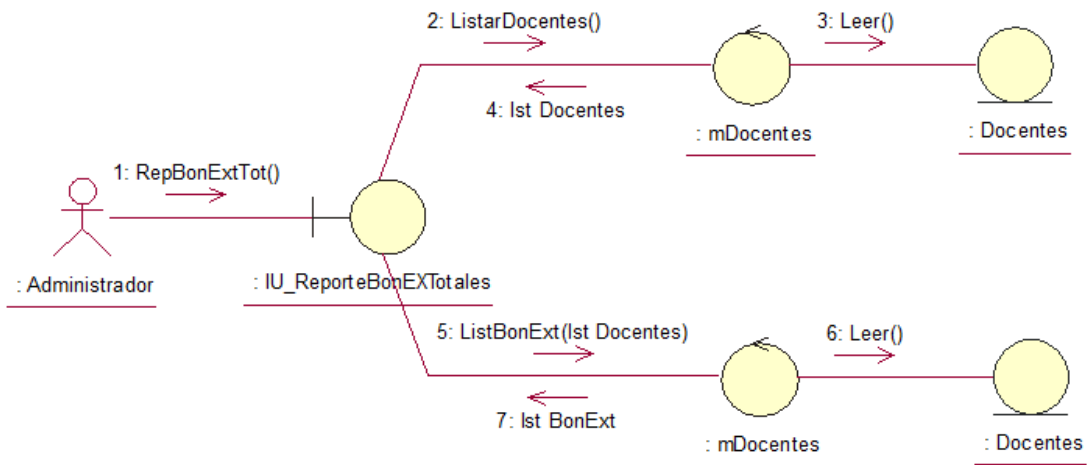 2: ListarDocentes()
3: Leer()
4: lst Docentes
: mDocentes
: Docentes
1: RepBonExtTot()
: Administrador
: IU_ReporteBonEXTotales
5: ListBonExt(lst Docentes)
6: Leer()
7: lst BonExt
: mDocentes
: Docentes